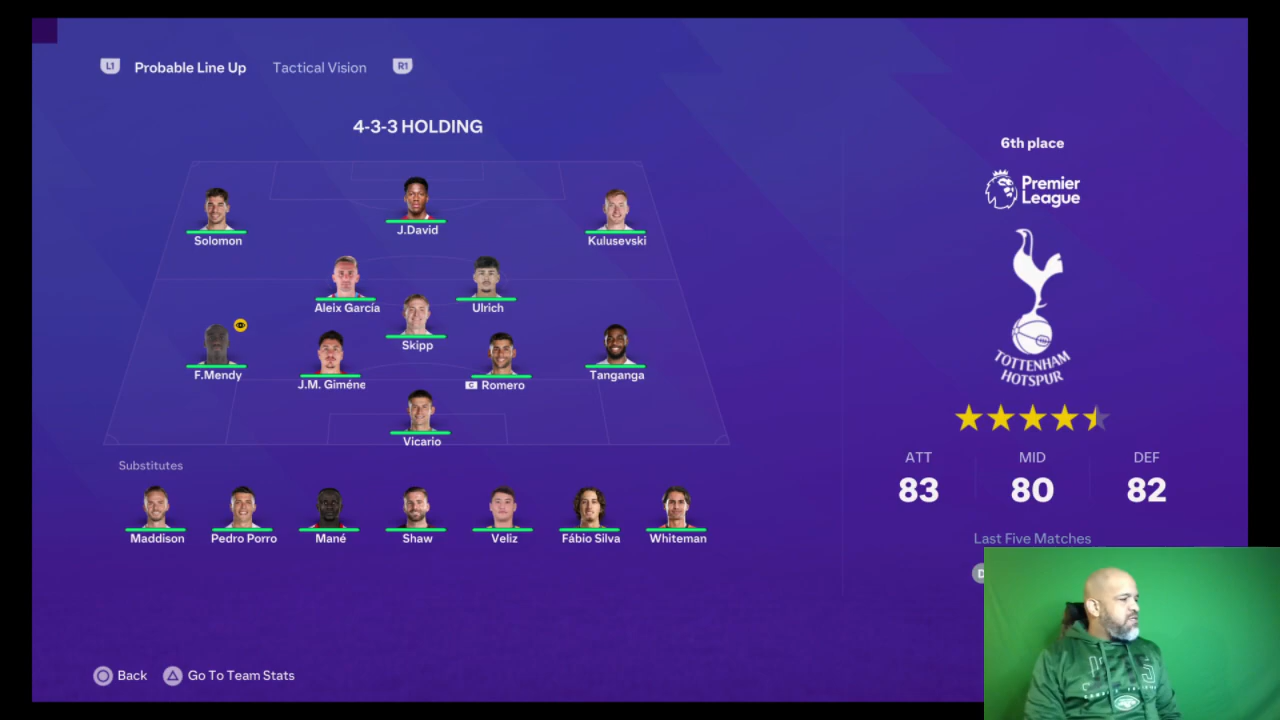 L1 Probable Line Up Tactical Vision R1
4-3-3 HOLDING
6th place
Premier
League
Solomon
J.David
Kulusevski
Aleix García
Ulrich
Skipp
F.Mendy
J.M. Giméne
C Romero
Tanganga
Vicario
TOTTENHAM
HOTSPUR
ATT MID DEF
83 80 82
Substitutes
Maddison Pedro Porro Mané Shaw Veliz Fábio Silva Whiteman
Last Five Matches
D
Back Go To Team Stats
JETS